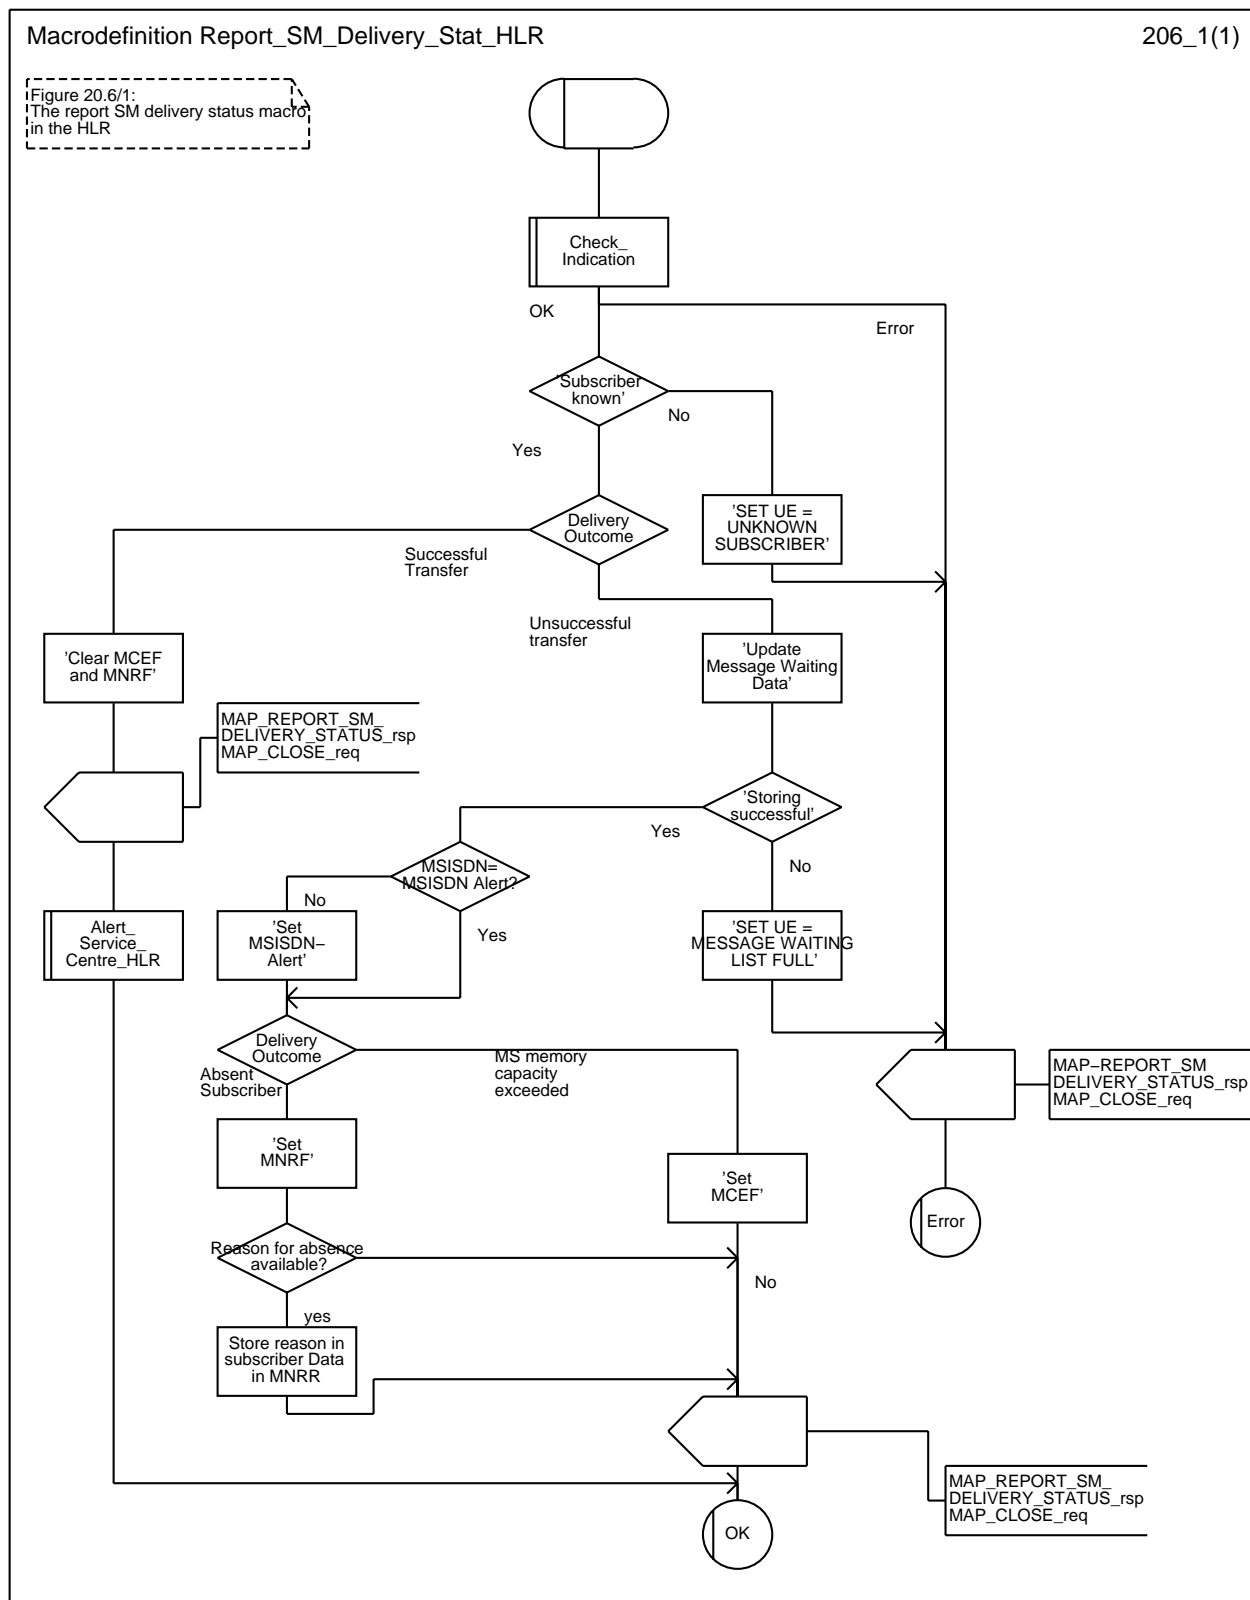 Macrodefinition Report_SM_Delivery_Stat_HLR
206_1(1)
Figure 20.6/1:
The report SM delivery status macro
in the HLR
Check_
Indication
OK
Error
'Subscriber
known'
No
Yes
Delivery
Outcome
'SET UE =
UNKNOWN
SUBSCRIBER'
Successful
Transfer
Unsuccessful
transfer
'Clear MCEF
and MNRF'
'Update
Message Waiting
Data'
MAP_REPORT_SM_
DELIVERY_STATUS_rsp
MAP_CLOSE_req
'Storing
successful'
Yes
No
MSISDN=
MSISDN Alert?
No
Yes
Alert_
Service_
Centre_HLR
'Set
MSISDN–
Alert'
'SET UE =
MESSAGE WAITING
LIST FULL'
Delivery
Outcome
Absent
Subscriber
MS memory
capacity
exceeded
MAP–REPORT_SM
DELIVERY_STATUS_rsp
MAP_CLOSE_req
'Set
MNRF'
'Set
MCEF'
Error
Reason for absence
available?
No
yes
Store reason in
subscriber Data
in MNRR
MAP_REPORT_SM_
DELIVERY_STATUS_rsp
MAP_CLOSE_req
OK